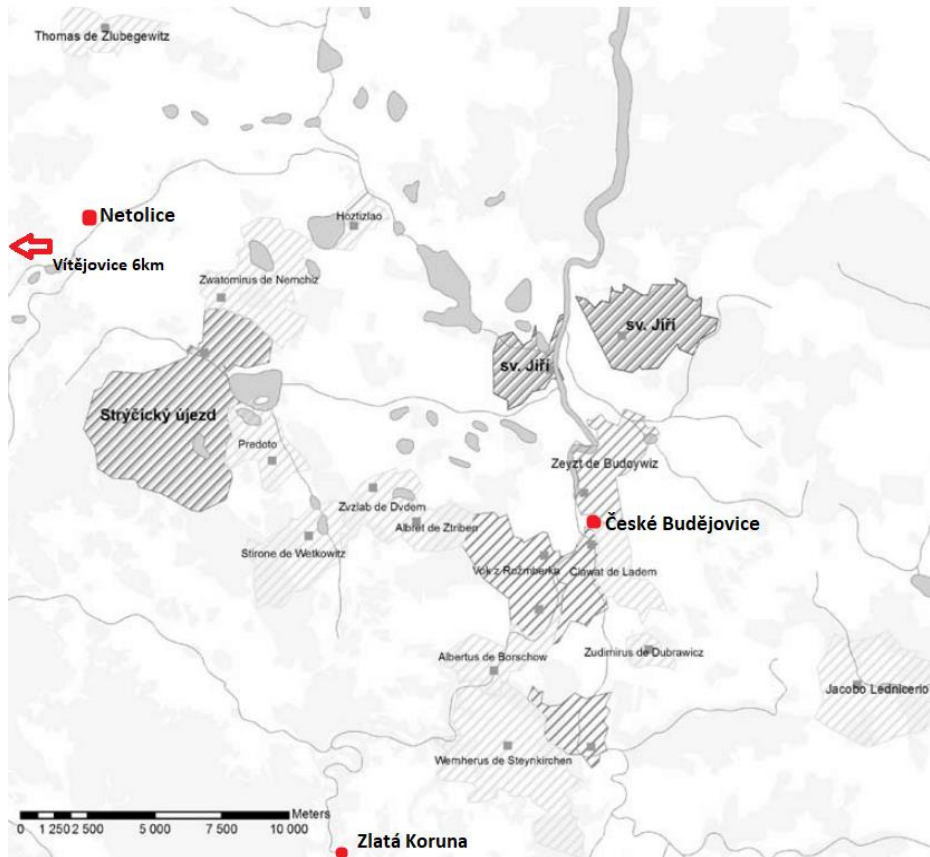 Thomas de Zlubegewitz
Netolice
Hoztizlao
Vítějovice 6km
Zwatomirus de Nemchiz
sv. Jiří
sv. Jiří
Strýčický újezd
Predoto
Zeyzt de Budoywiz
Zvzlab de Dvdem
Albret de Ztriben
České Budějovice
Stirone de Wetkowitz
Vok z Rožmberka
Clawat de Ladem
Albertus de Borschow
Zudimirus de Dubrawicz
Jacobo Lednicerio
Wernherus de Steynkirchen
Meters
0 1 250 2 500 5 000 7 500 10 000
Zlatá Koruna